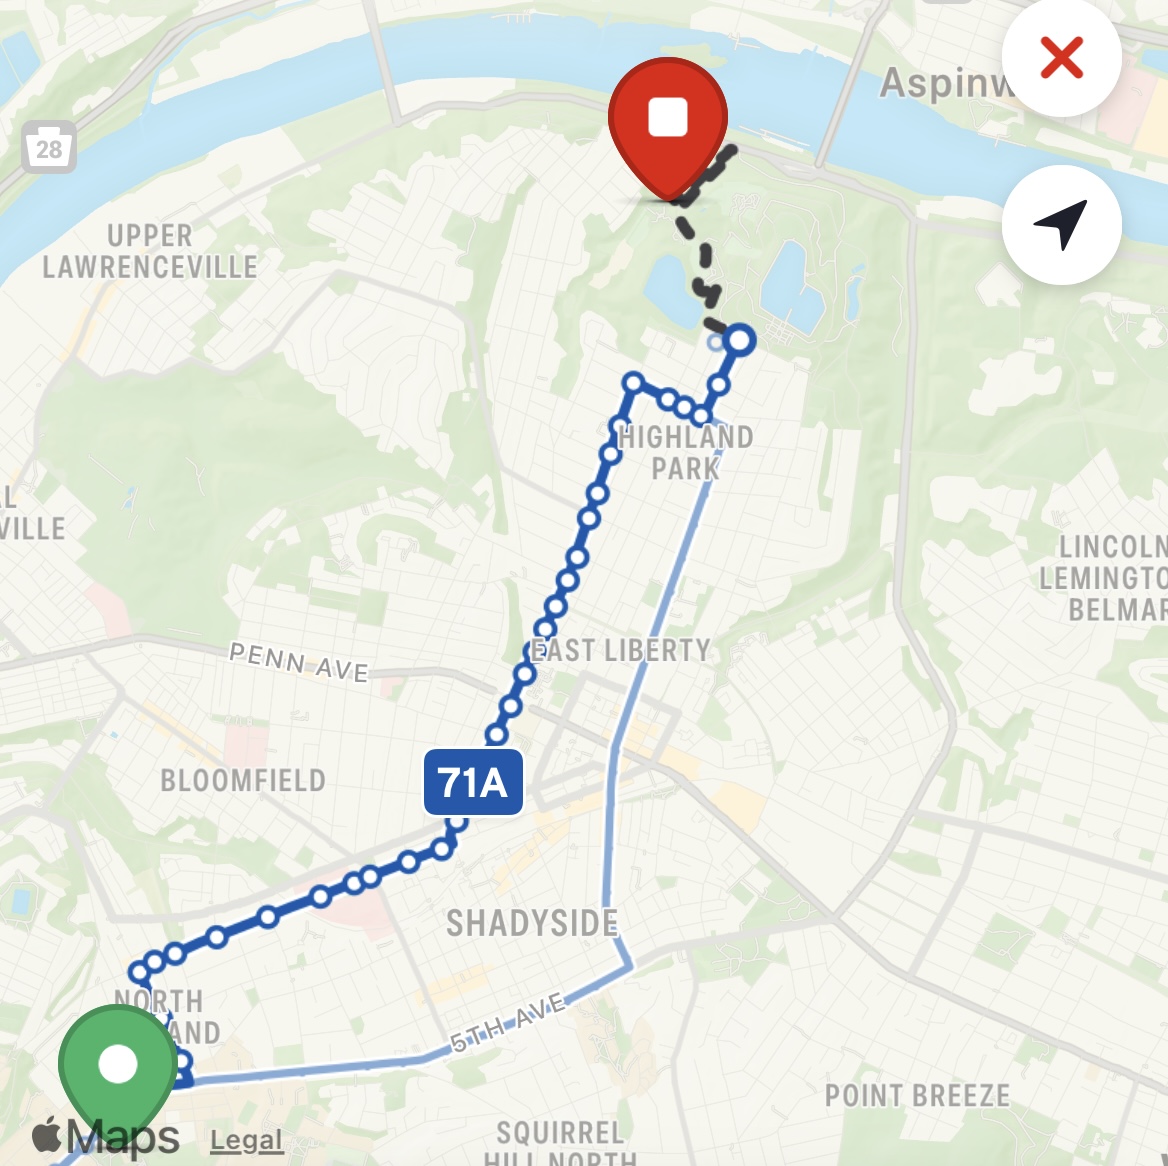 Aspinw
28
UPPER
LAWRENCEVILLE
HIGHLAND
PARK
AL
VILLE
LINCOLN
LEMINGTO
BELMAR
EAST LIBERTY
PENN AVE
BLOOMFIELD
71A
SHADYSIDE
NORTH
AND
5TH AVE
POINT BREEZE
Maps
Legal
SQUIRREL
HILL NORTH